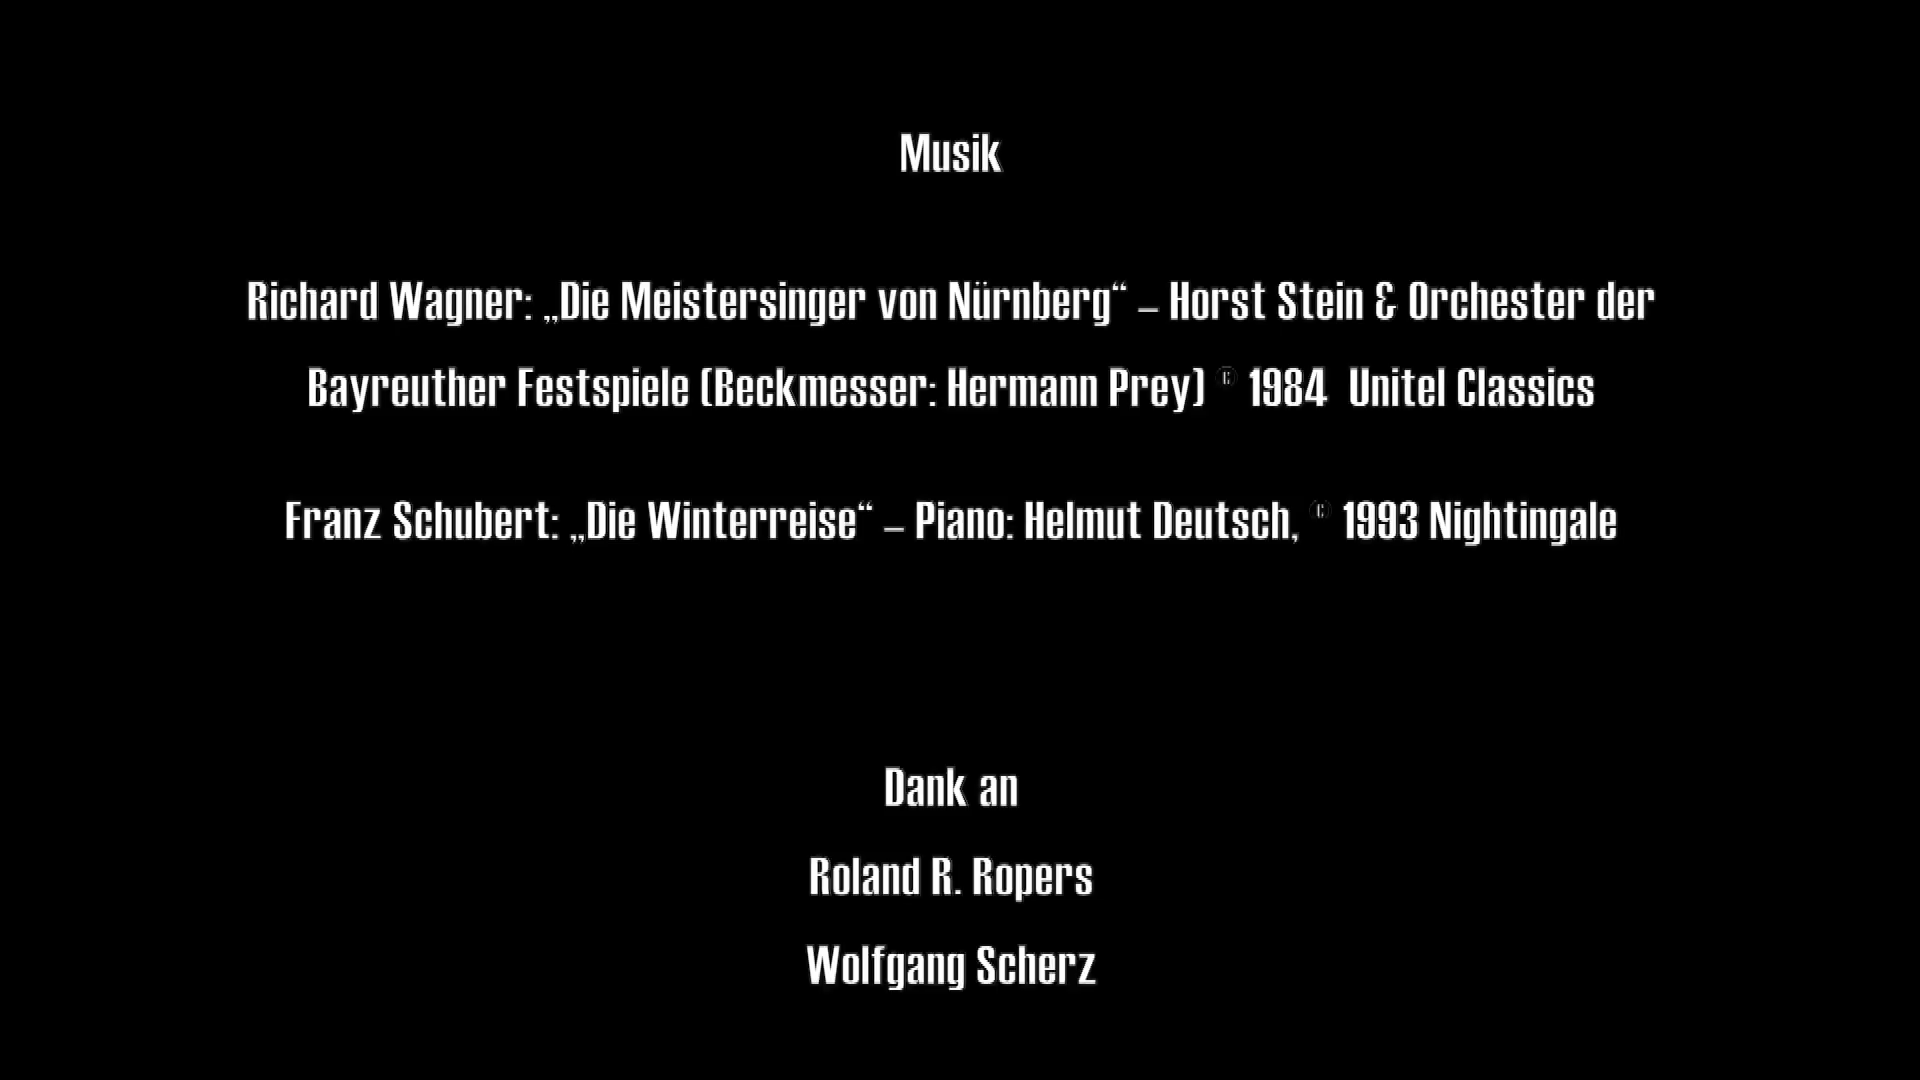 Musik
Richard Wagner: „Die Meistersinger von Nürnberg“ – Horst Stein & Orchester der
Bayreuther Festspiele (Beckmesser: Hermann Prey) © 1984  Unitel Classics
Franz Schubert: „Die Winterreise“ – Piano: Helmut Deutsch, © 1993 Nightingale
Dank an
Roland R. Ropers
Wolfgang Scherz